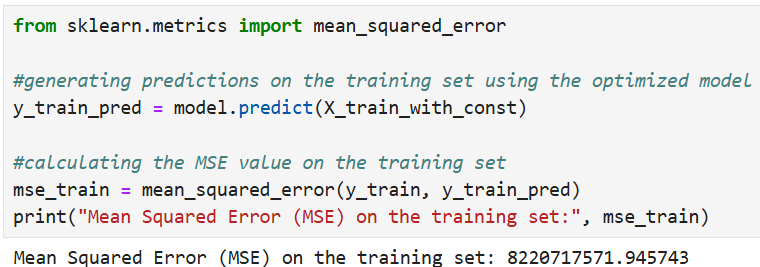 from sklearn.metrics import mean_squared_error
#generating predictions on the training set using the optimized model
y_train_pred = model.predict(X_train_with_const)
#calculating the MSE value on the training set
mse_train = mean_squared_error(y_train, y_train_pred)
print("Mean Squared Error (MSE) on the training set:", mse_train)
Mean Squared Error (MSE) on the training set: 8220717571.945743